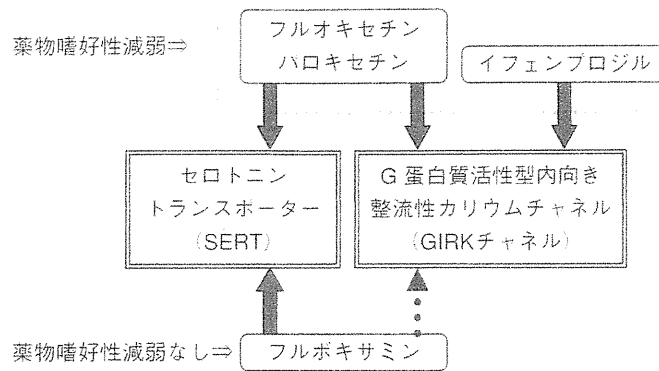 薬物嗜好性減弱⇒
フルオキセチン
パロキセチン
イフェンプロジル
セロトニン
トランスポーター
(SERT)
G 蛋白質活性型内向き
整流性カリウムチャネル
(GIRKチャネル)
薬物嗜好性減弱なし⇒
フルボキサミン